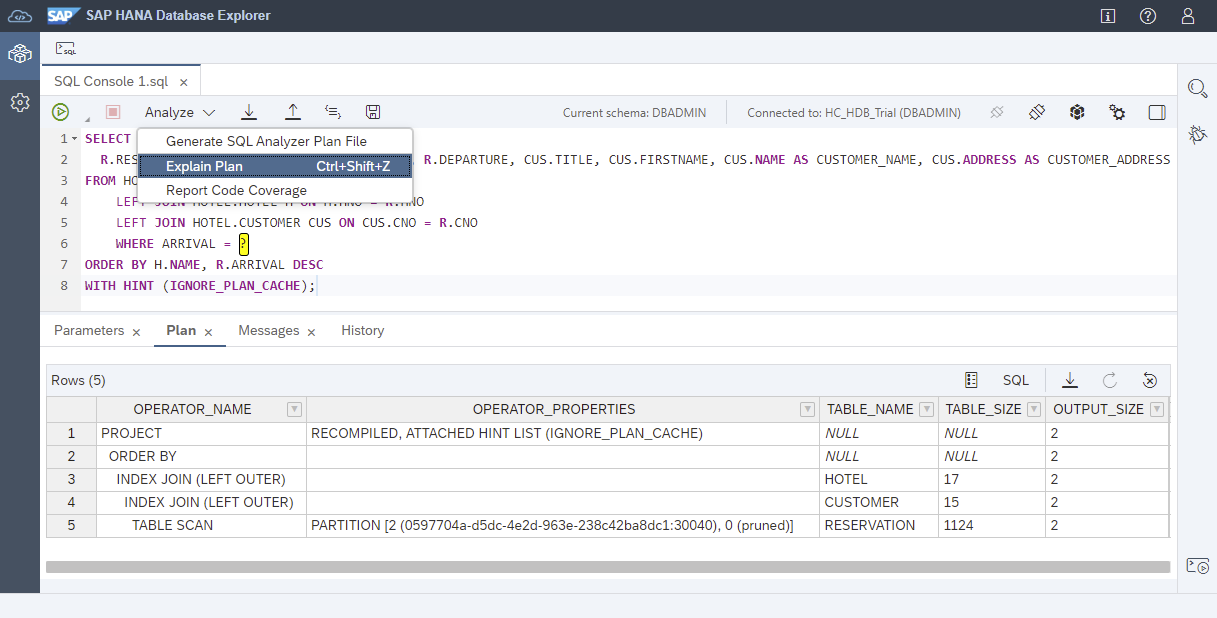 SAP SAP HANA Database Explorer
SQL
SQL Console 1.sql
Analyze
Current schema: DBADMIN
Connected to: HC_HDB_Trial (DBADMIN)
Generate SQL Analyzer Plan File
Explain Plan Ctrl+Shift+Z
Report Code Coverage
1 SELECT
2 R.RES R.DEPARTURE, CUS.TITLE, CUS.FIRSTNAME, CUS.NAME AS CUSTOMER_NAME, CUS.ADDRESS AS CUSTOMER_ADDRESS
3 FROM HO
4 LEFT JOIN HOTEL.HOTEL H ON H.HNO = R.HNO
5 LEFT JOIN HOTEL.CUSTOMER CUS ON CUS.CNO = R.CNO
6 WHERE ARRIVAL = ?
7 ORDER BY H.NAME, R.ARRIVAL DESC
8 WITH HINT (IGNORE_PLAN_CACHE);
Parameters Plan Messages History
Rows (5) SQL
OPERATOR_NAME OPERATOR_PROPERTIES TABLE_NAME TABLE_SIZE OUTPUT_SIZE
1 PROJECT RECOMPILED, ATTACHED HINT LIST (IGNORE_PLAN_CACHE) NULL NULL 2
2 ORDER BY NULL NULL 2
3 INDEX JOIN (LEFT OUTER) HOTEL 17 2
4 INDEX JOIN (LEFT OUTER) CUSTOMER 15 2
5 TABLE SCAN PARTITION [2 (0597704a-d5dc-4e2d-963e-238c42ba8dc1:30040), 0 (pruned)] RESERVATION 1124 2